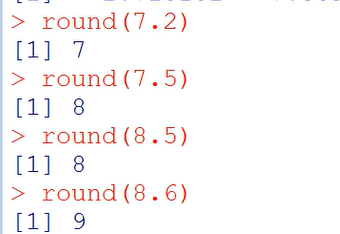 > round(7.2)
[1] 7
> round(7.5)
[1] 8
> round(8.5)
[1] 8
> round(8.6)
[1] 9